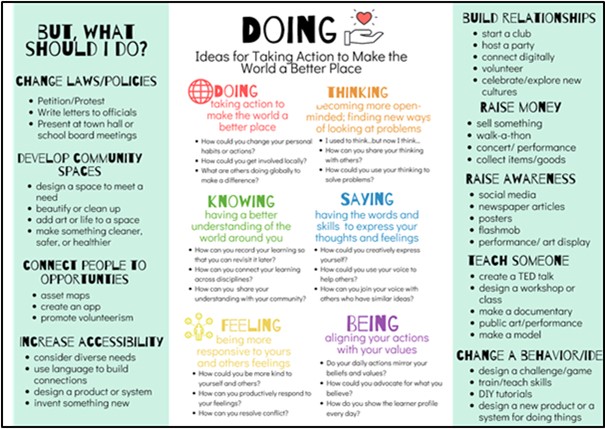 BUT, WHAT
SHOULD I DO?
CHANGE LAWS/POLICIES
Petition/Protest
Write letters to officials
Present at town hall or
school board meetings
DEVELOP COMMUNITY
SPACES
design a space to meet a
need
beautify or clean up
add art or life to a space
make something cleaner,
safer, or healthier
CONNECT PEOPLE TO
OPPORTUNTIES
asset maps
create an app
promote volunteerism
INCREASE ACCESSIBILITY
consider diverse needs
use language to build
connections
design a product or system
invent something new
DOING
Ideas for Taking Action to Make the
World a Better Place
DOING
taking action to
make the world a
better place
How could you change your personal
habits or actions?
How could you get involved locally?
What are others doing globally to
make a difference?
THINKING
becoming more open-
minded; finding new ways
of looking at problems
I used to think...but now I think...
How can you share your thinking
with others?
How could you use your thinking to
solve problems?
KNOWING
having a better
understanding of the
world around you
How can you record your learning so
that you can revisit it later?
How can you connect your learning
across disciplines?
How can you share your
understanding with your community?
SAYING
having the words and
skills to express your
thoughts and feelings
How could you creatively express
yourself?
How could you use your voice to
help others?
How can you join your voice with
others who have similar ideas?
FEELING
being more
responsive to yours
and others feelings
How could you be kind to
yourself and others?
How can you productively respond to
your feelings?
How can you resolve conflict?
BEING
aligning your
actions with your
values
Do your daily actions mirror your
beliefs and values?
How could you advocate for what you
believe?
How do you show the learner profile
every day?
BUILD RELATIONSHIPS
start a club
host a party
connect digitally
volunteer
celebrate/explore new
cultures
RAISE MONEY
sell something
walk-a-thon
concert/ performance
collect items/goods
RAISE AWARENESS
social media
newspaper articles
posters
flashmob
performance/ art display
TEACH SOMEONE
create a TED talk
design a workshop or
class
make a documentary
public art/performance
make a model
CHANGE A BEHAVIOR/IDE
design a challenge/game
train/teach skills
DIY tutorials
design a new product or a
system for doing things